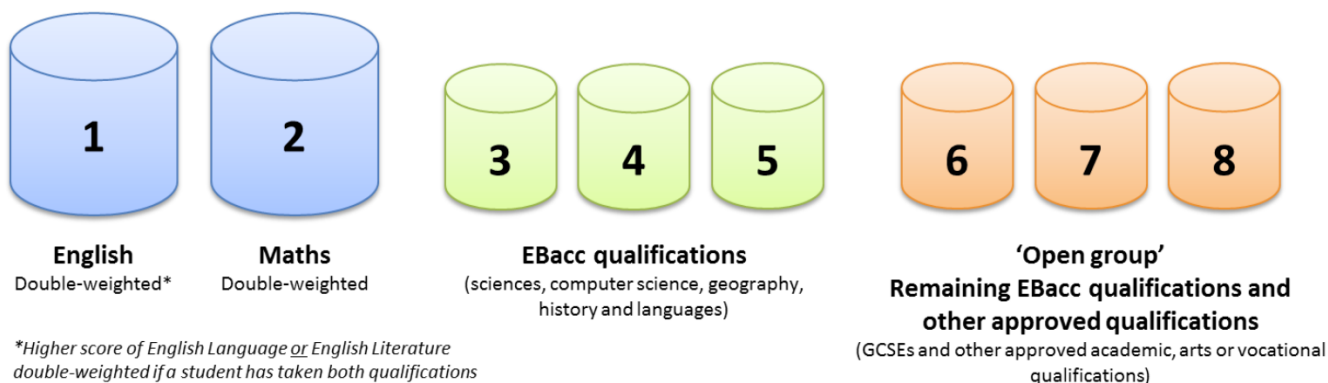 1
2
3
4
5
6
7
8
English
Double-weighted*
Maths
Double-weighted
EBacc qualifications
(sciences, computer science, geography,
history and languages)
‘Open group’
Remaining EBacc qualifications and
other approved qualifications
(GCSEs and other approved academic, arts or vocational
qualifications)
*Higher score of English Language or English Literature
double-weighted if a student has taken both qualifications